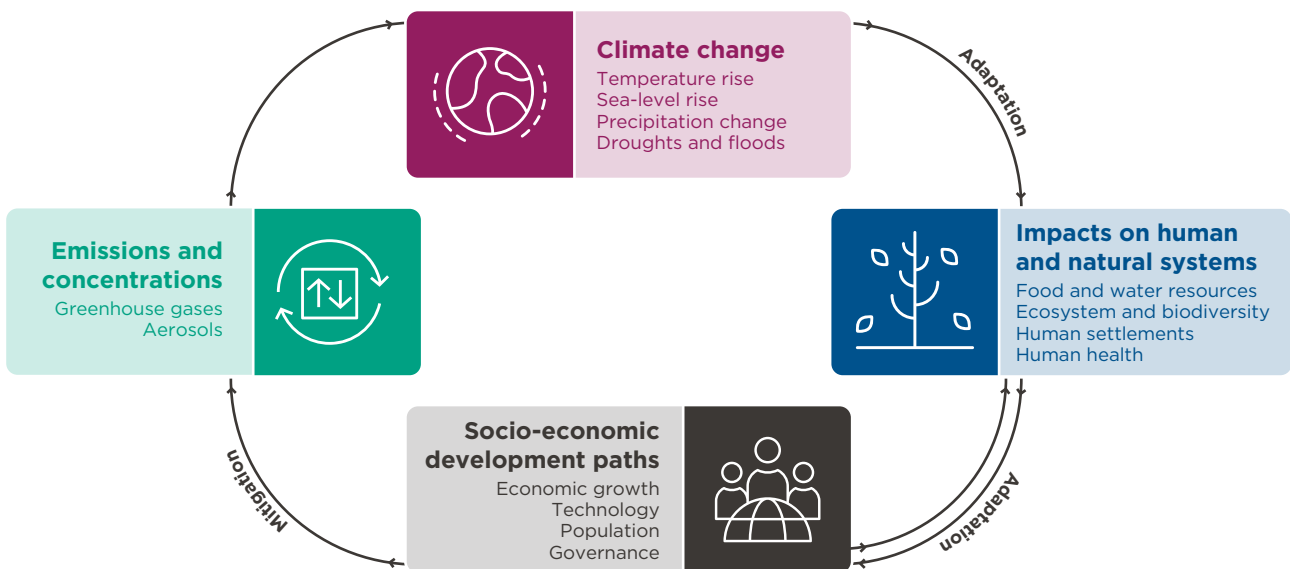 Climate change
Temperature rise
Sea-level rise
Precipitation change
Droughts and floods
Adaptation
Emissions and
concentrations
Greenhouse gases
Aerosols
Impacts on human
and natural systems
Food and water resources
Ecosystem and biodiversity
Human settlements
Human health
Socio-economic
development paths
Economic growth
Technology
Population
Governance
Mitigation
Adaptation